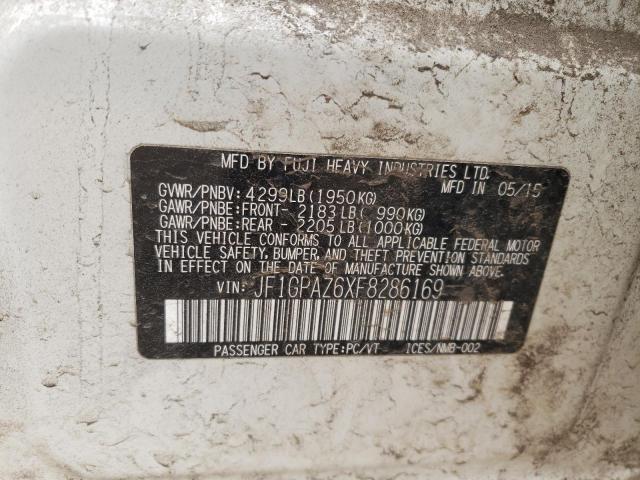 MFD BY FUJI HEAVY INDUSTRIES LTD.
MFD IN 05/15
GVWR/PNBV: 4299LB(1950KG)
GAWR/PNBE:FRONT- 2183LB( 990KG)
GAWR/PNBE:REAR - 2205LB(1000KG)
THIS VEHICLE CONFORMS TO ALL APPLICABLE FEDERAL MOTOR
VEHICLE SAFETY, BUMPER, AND THEFT PREVENTION STANDARDS
IN EFFECT ON THE DATE OF MANUFACTURE SHOWN ABOVE.
VIN: JF1GPAZ6XF8286169
PASSENGER CAR TYPE:PC/VT ICES/NMB-002